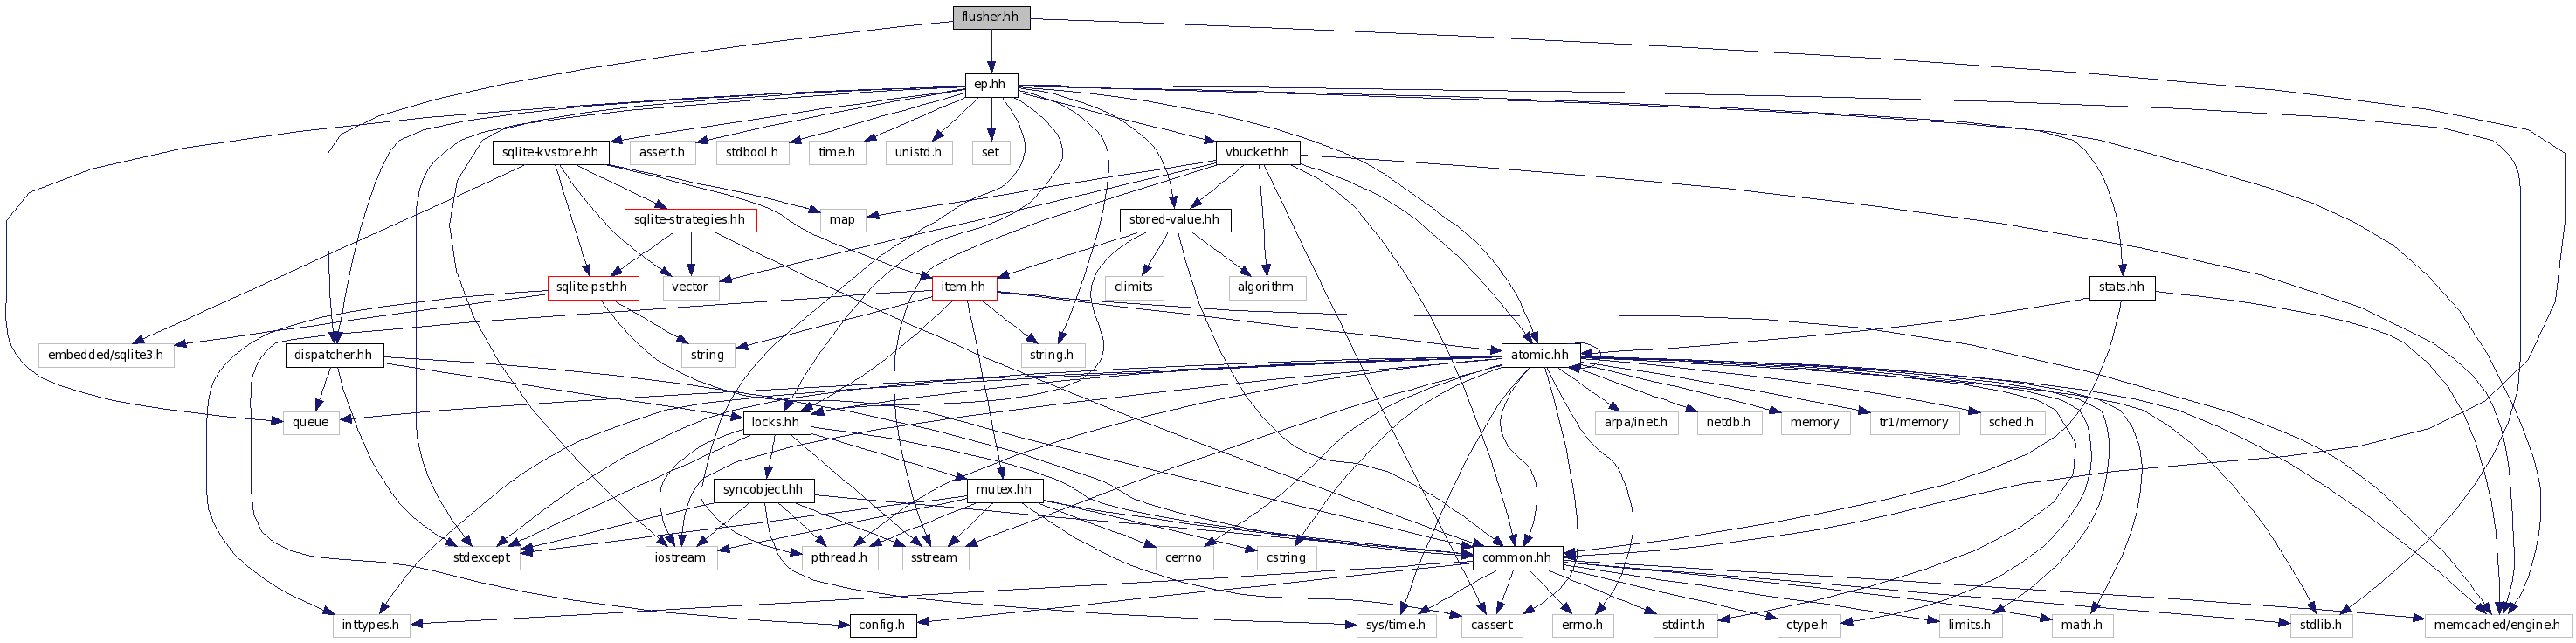 flusher.hh
ep.hh
sqlite-kvstore.hh
assert.h
stdbool.h
time.h
unistd.h
set
vbucket.hh
sqlite-strategies.hh
map
stored-value.hh
sqlite-pst.hh
vector
item.hh
climits
algorithm
stats.hh
embedded/sqlite3.h
dispatcher.hh
string
string.h
atomic.hh
queue
locks.hh
arpa/inet.h
netdb.h
memory
tr1/memory
sched.h
syncobject.hh
mutex.hh
stdexcept
iostream
pthread.h
sstream
cerrno
cstring
common.hh
inttypes.h
config.h
sys/time.h
cassert
errno.h
stdint.h
ctype.h
limits.h
math.h
stdlib.h
memcached/engine.h